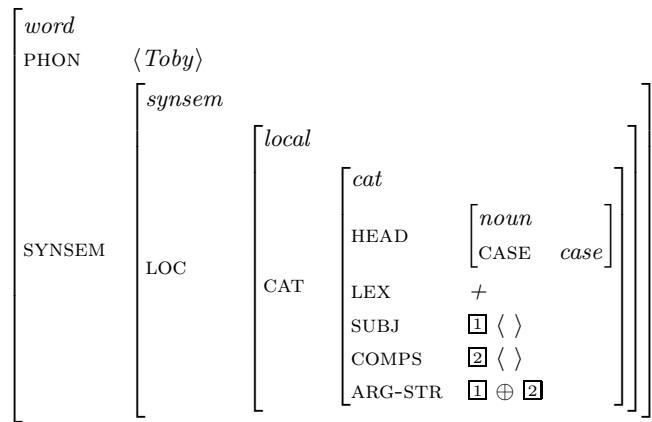 word
PHON ⟨Toby⟩
synsem
local
cat
noun
HEAD
CASE case
SYNSEM
LOC
CAT
LEX +
SUBJ 1 ⟨ ⟩
COMPS 2 ⟨ ⟩
ARG-STR 1 ⊕ 2